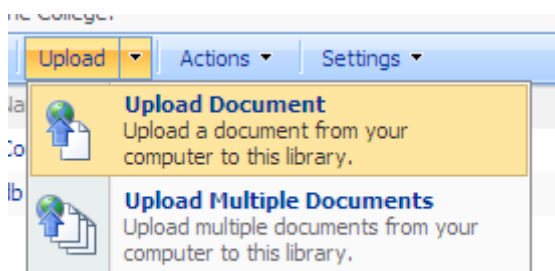 College.
Upload Actions Settings
Upload Document
Upload a document from your
computer to this library.
Upload Multiple Documents
Upload multiple documents from your
computer to this library.